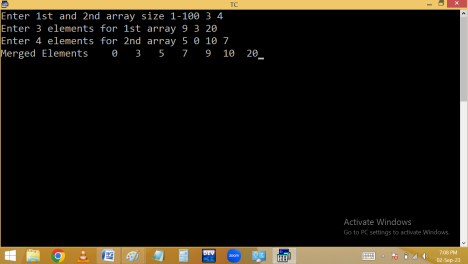 TC
Enter 1st and 2nd array size 1-100 3 4
Enter 3 elements for 1st array 9 3 20
Enter 4 elements for 2nd array 5 0 10 7
Merged Elements 0 3 5 7 9 10 20
Activate Windows
Go to PC settings to activate Windows.
7:06 PM
02-Sep-23